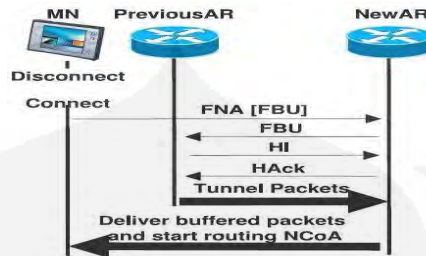 MN PreviousAR NewAR
Disconnect
Connect
FNA [FBU]
FBU
HI
HAck
Tunnel Packets
Deliver buffered packets
and start routing NCoA